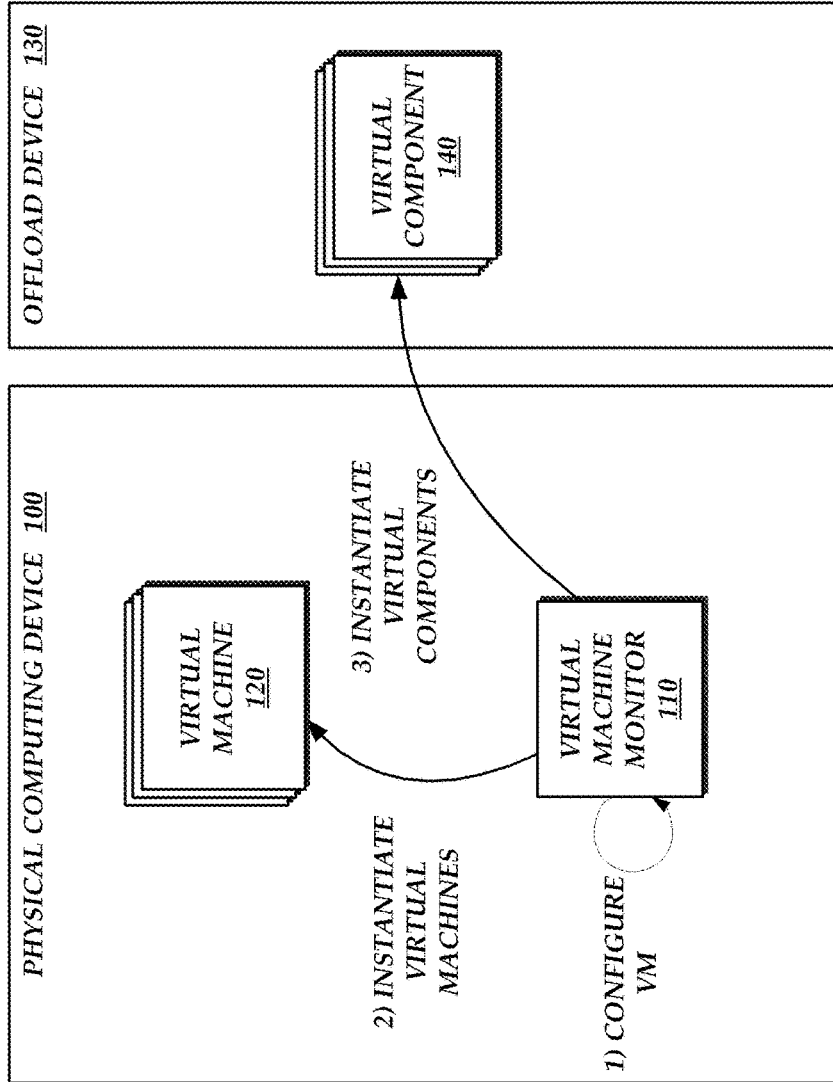 PHYSICAL COMPUTING DEVICE 100
VIRTUAL
MACHINE
120
2) INSTANTIATE
VIRTUAL
MACHINES
3) INSTANTIATE
VIRTUAL
COMPONENTS
1) CONFIGURE
VM
VIRTUAL
MACHINE
MONITOR
110
OFFLOAD DEVICE 130
VIRTUAL
COMPONENT
140